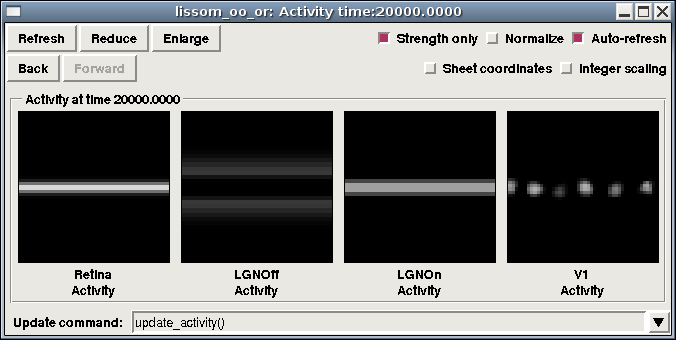 lissom_oo_or: Activity time:20000.0000
Refresh Reduce Enlarge Strength only Normalize Auto-refresh
Back Forward Sheet coordinates Integer scaling
Activity at time 20000.0000
Retina LGNOff LGNOn V1
Activity Activity Activity Activity
Update command: update_activity()